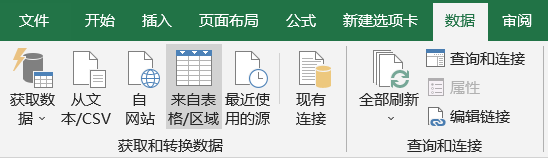 文件 开始 插入 页面布局 公式 新建选项卡 数据 审阅
获取数据
从文本/CSV
自网站
来自表格/区域
最近使用的源
现有连接
获取和转换数据
全部刷新
查询和连接
属性
编辑链接
查询和连接